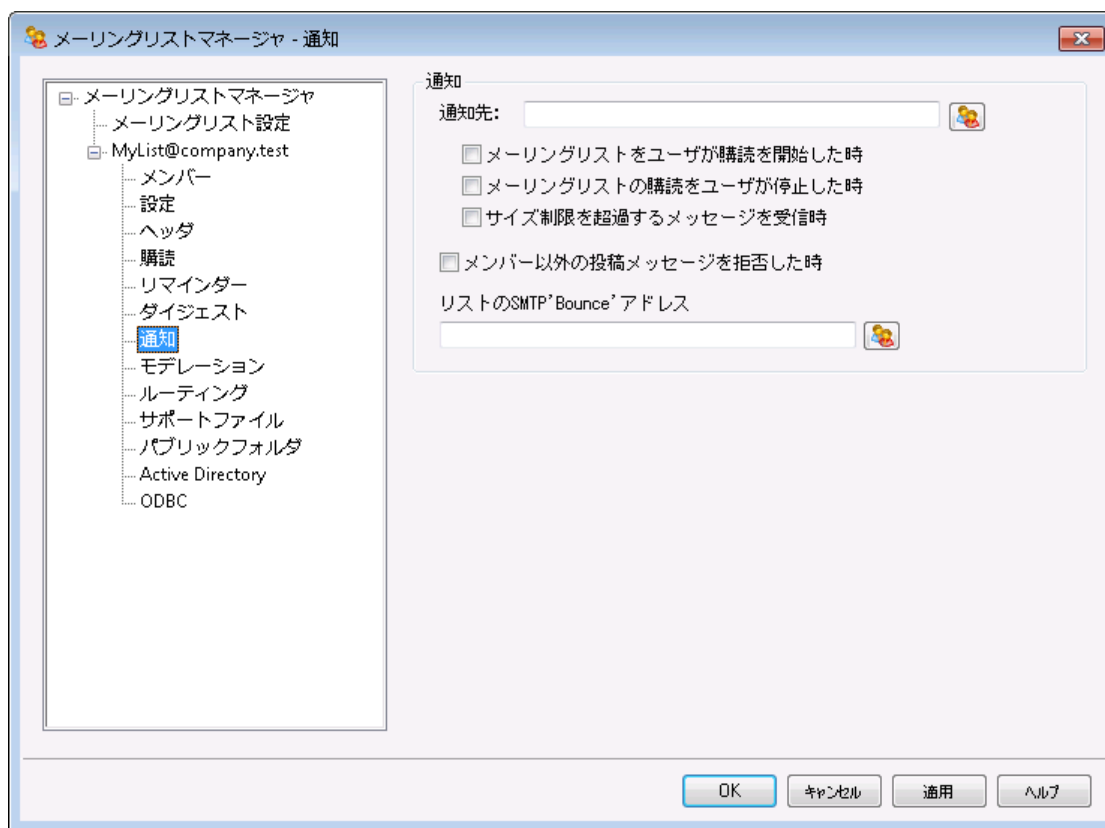 メーリングリストマネージャ - 通知
メーリングリストマネージャ
メーリングリスト設定
MyList@company.test
メンバー
設定
ヘッダ
購読
リマインダー
ダイジェスト
通知
モデレーション
ルーティング
サポートファイル
パブリックフォルダ
Active Directory
ODBC
通知
通知先:
メーリングリストをユーザが購読を開始した時
メーリングリストの購読をユーザが停止した時
サイズ制限を超過するメッセージを受信時
メンバー以外の投稿メッセージを拒否した時
リストのSMTP'Bounce'アドレス
OK
キャンセル
適用
ヘルプ